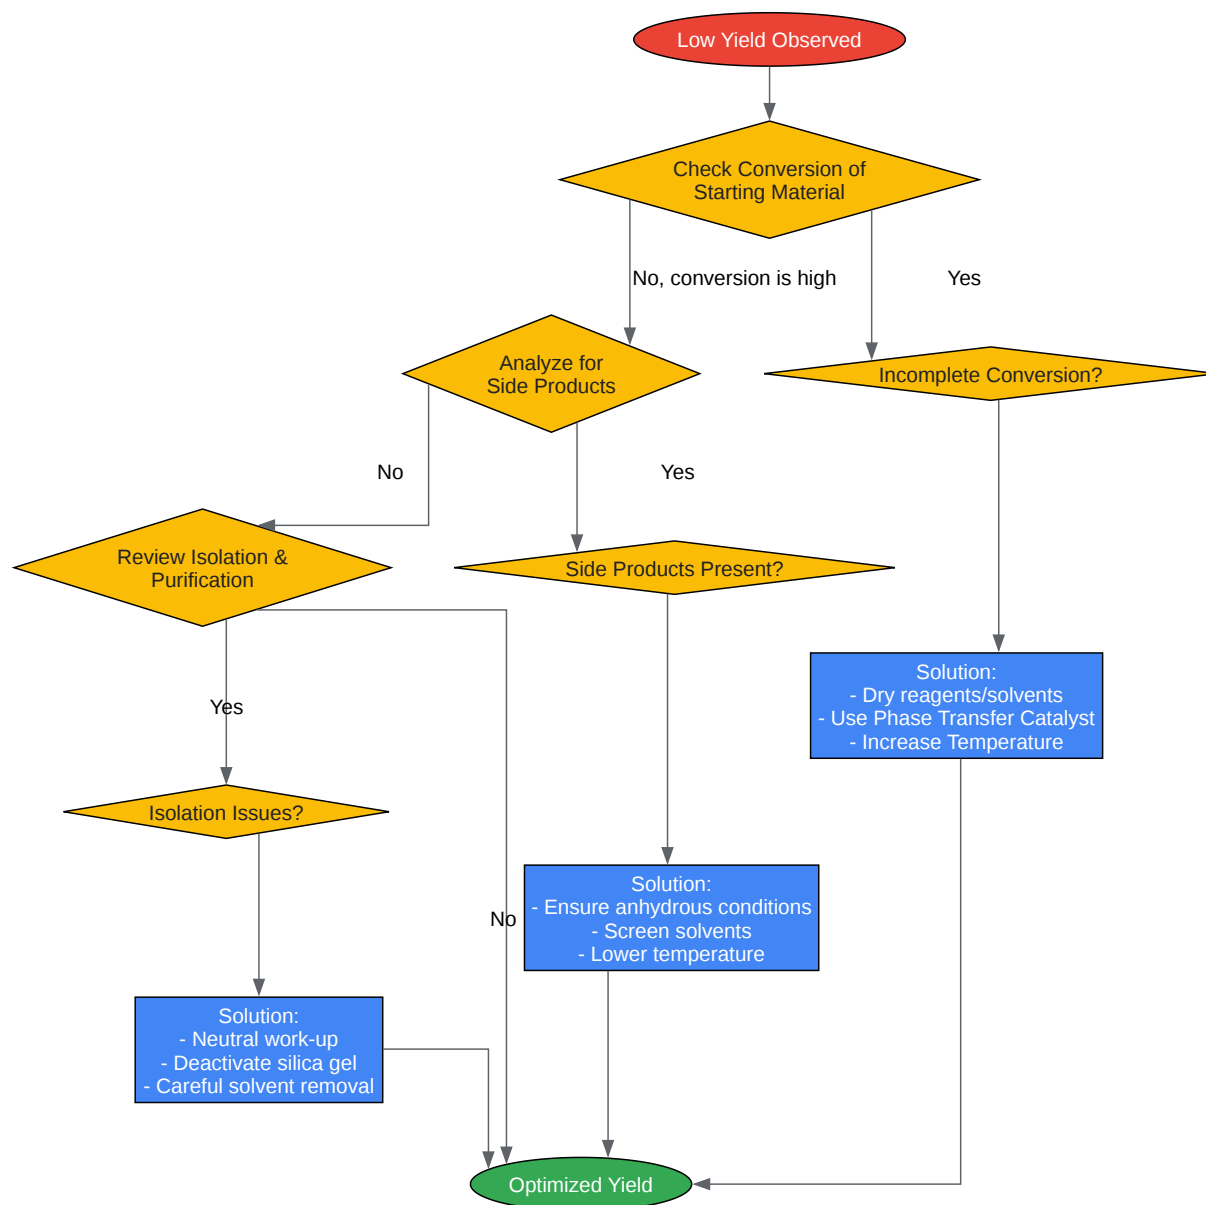 Low Yield Observed
Check Conversion of
Starting Material
No, conversion is high
Yes
Analyze for
Side Products
Incomplete Conversion?
No
Yes
Review Isolation &
Purification
Side Products Present?
Solution:
- Dry reagents/solvents
- Use Phase Transfer Catalyst
- Increase Temperature
Yes
Isolation Issues?
Solution:
- Ensure anhydrous conditions
- Screen solvents
- Lower temperature
No
Solution:
- Neutral work-up
- Deactivate silica gel
- Careful solvent removal
Optimized Yield